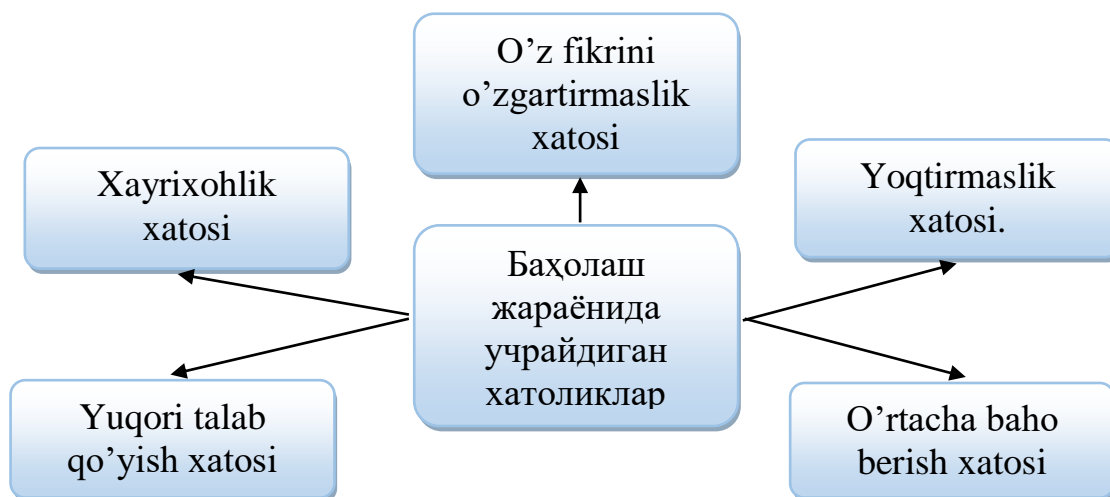 O’z fikrini
o’zgartirmaslik
xatosi
Xayrixohlik
xatosi
Yoqtirmaslik
xatosi.
Баҳолаш
жараёнида
учрайдиган
хатоликлар
Yuqori talab
qo’yish xatosi
O’rtacha baho
berish xatosi